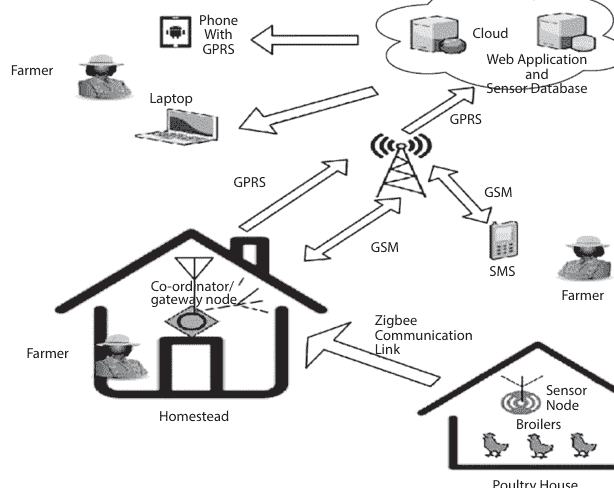 Phone
With
GPRS
Cloud
Web Application
and
Sensor Database
Farmer
Laptop
GPRS
GPRS
GSM
GSM
SMS
Farmer
Co-ordinator/
gateway node
Farmer
Zigbee
Communication
Link
Homestead
Sensor
Node
Broilers
Poultry House